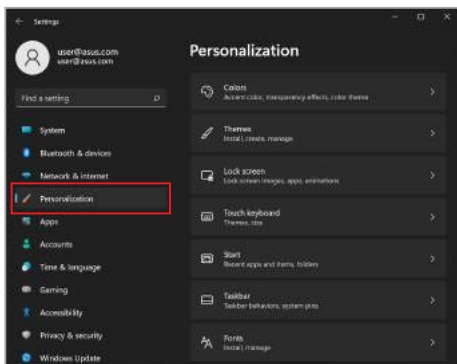 Settings
user@asus.com
user@asus.com
Find a setting
System
Bluetooth & devices
Network & internet
Personalization
Apps
Accounts
Time & language
Gaming
Accessibility
Privacy & security
Windows Update
Personalization
Colors
Accent color, transparency effects, color theme
Themes
Install, create, manage
Lock screen
Lock screen images, apps, animations
Touch keyboard
Themes, size
Start
Recent apps and items, folders
Taskbar
Taskbar behaviors, system pins
Fonts
Install, manage